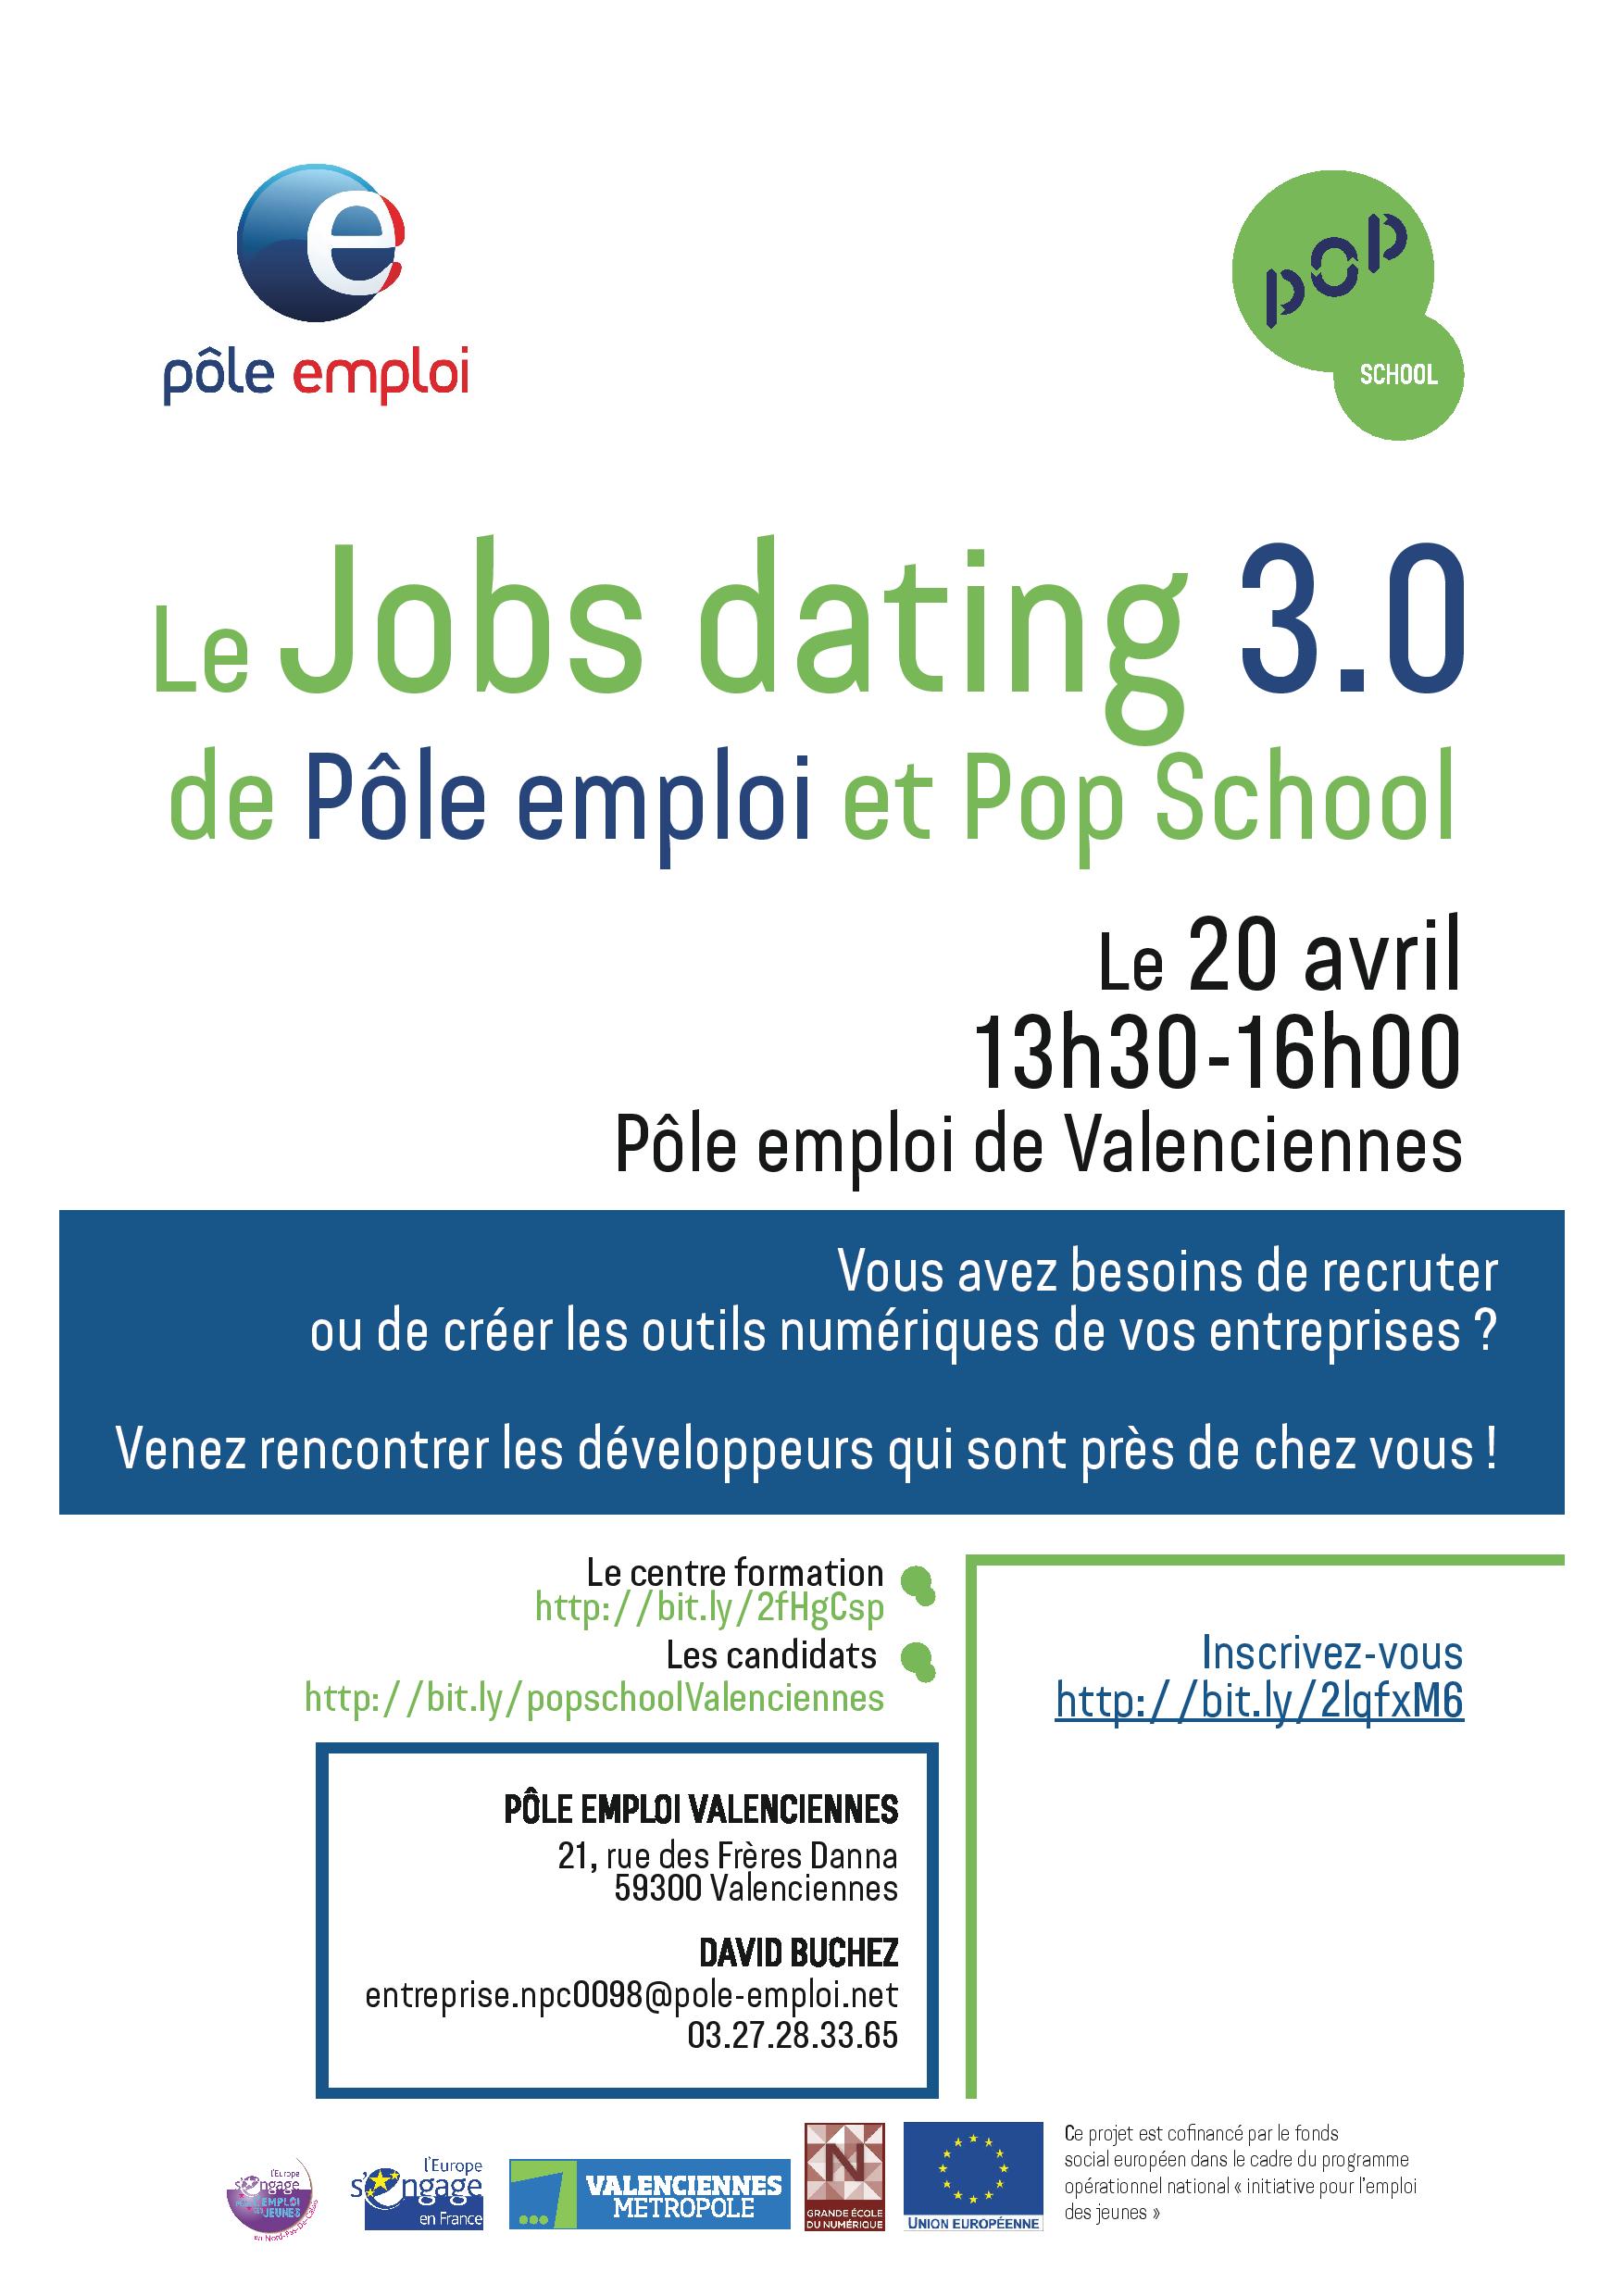 pôle emploi
pop
SCHOOL
Le Jobs dating 3.0
de Pôle emploi et Pop School
Le 20 avril
13h30-16h00
Pôle emploi de Valenciennes
Vous avez besoins de recruter
ou de créer les outils numériques de vos entreprises ?
Venez rencontrer les développeurs qui sont près de chez vous !
Le centre formation
http://bit.ly/2fHgCsp
Les candidats
http://bit.ly/popschoolValenciennes
Inscrivez-vous
http://bit.ly/2lqfxM6
PÔLE EMPLOI VALENCIENNES
21, rue des Frères Danna
59300 Valenciennes
DAVID BUCHEZ
entreprise.npc0098@pole-emploi.net
03.27.28.33.65
l'Europe
s'engage
EMPLOI
JEUNES
en Nord-Pas-De-Calais
l'Europe
s'engage
en France
VALENCIENNES
METROPOLE
N
GRANDE ÉCOLE
DU NUMÉRIQUE
UNION EUROPÉENNE
Ce projet est cofinancé par le fonds
social européen dans le cadre du programme
opérationnel national « initiative pour l'emploi
des jeunes »